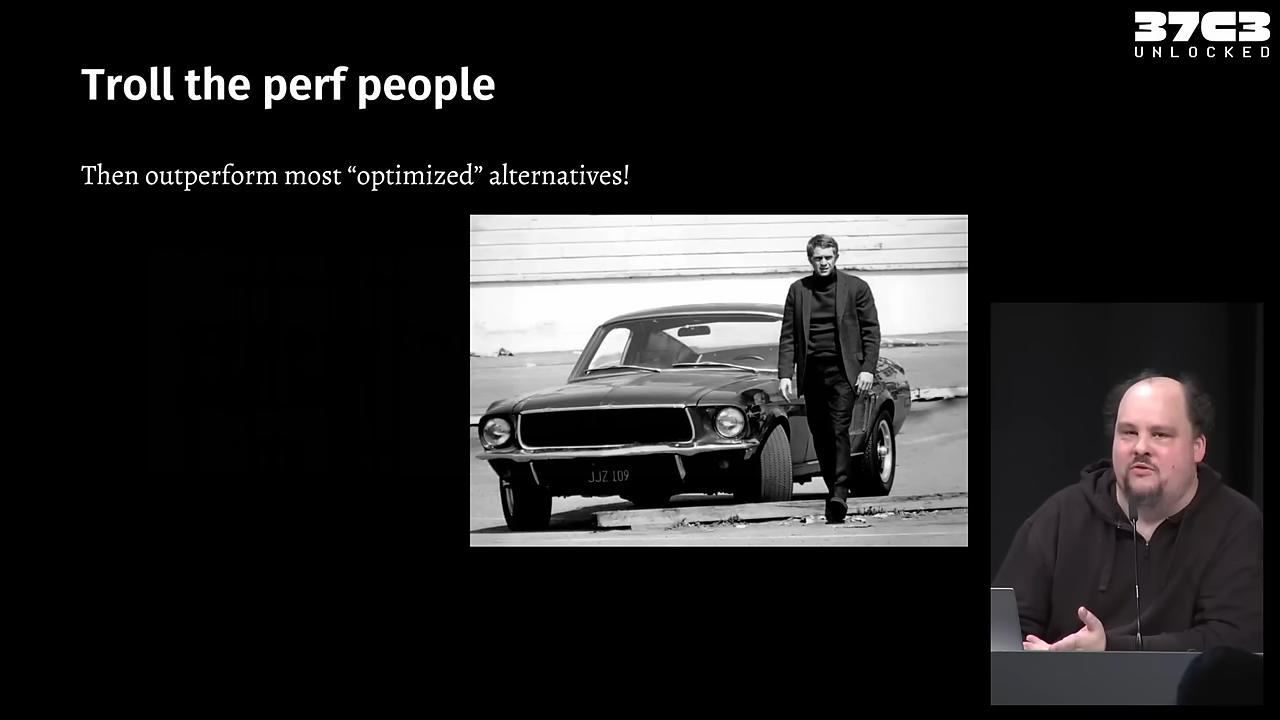 37C3
UNLOCKED
Troll the perf people
Then outperform most “optimized” alternatives!
JJZ 109